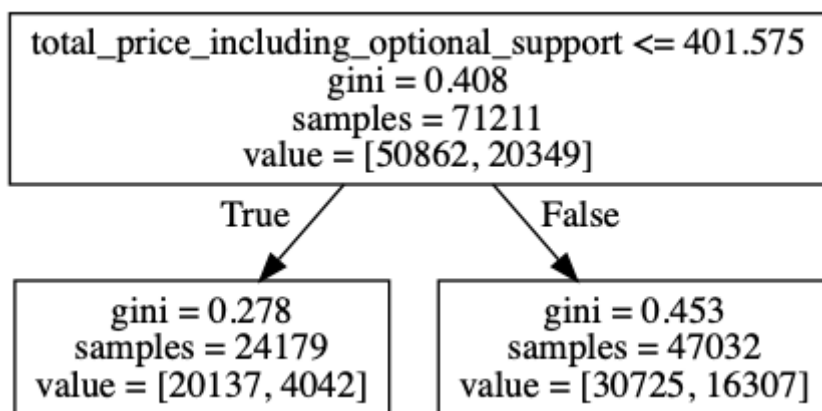 total_price_including_optional_support <= 401.575
gini = 0.408
samples = 71211
value = [50862, 20349]
True
False
gini = 0.278
samples = 24179
value = [20137, 4042]
gini = 0.453
samples = 47032
value = [30725, 16307]